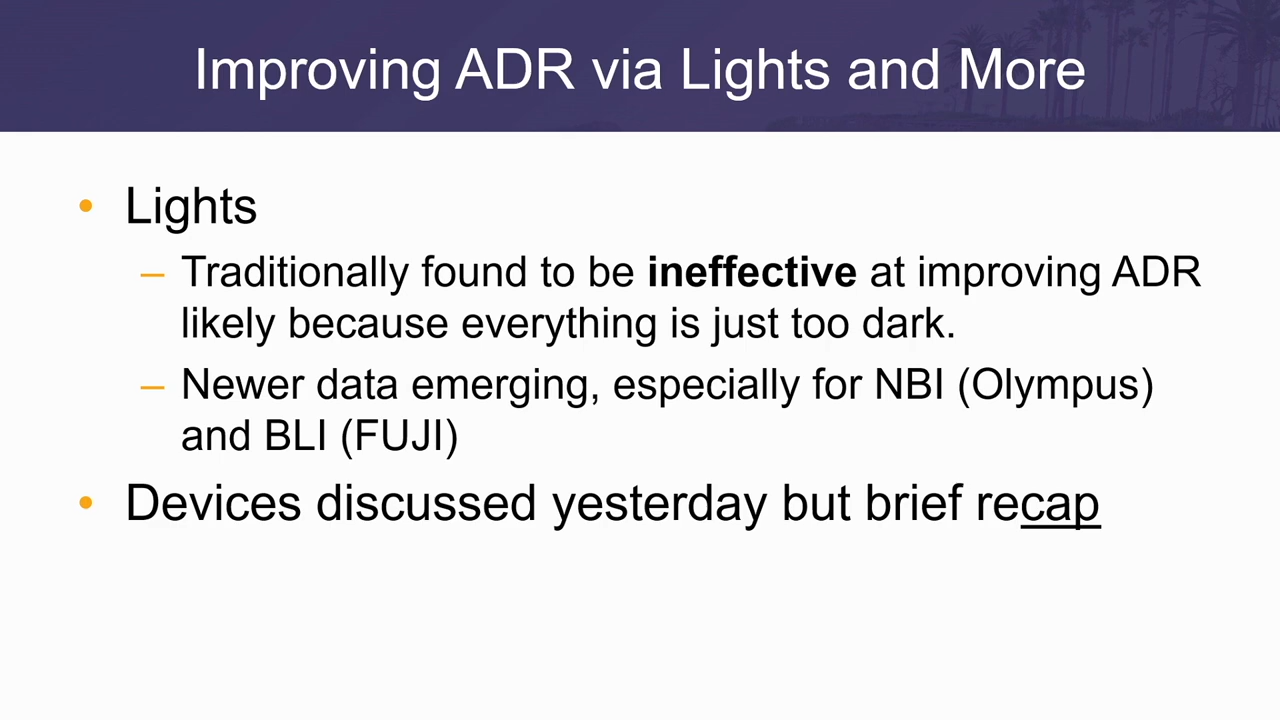 Improving ADR via Lights and More
• Lights
– Traditionally found to be ineffective at improving ADR
likely because everything is just too dark.
– Newer data emerging, especially for NBI (Olympus)
and BLI (FUJI)
• Devices discussed yesterday but brief recap